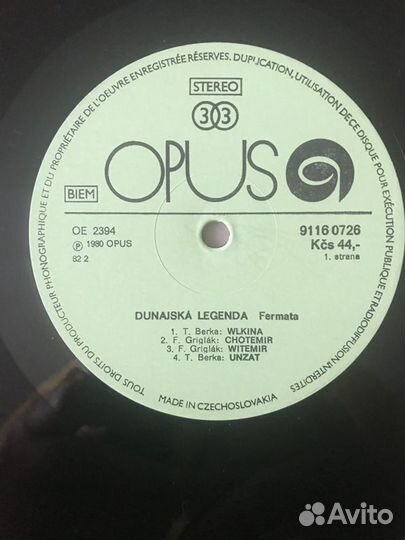 TOUS DROITS DU PRODUCTEUR PHONOGRAPHIQUE ET DU PROPRIÉTAIRE DE L'OEUVRE ENREGISTRÉE RÉSERVÉS. DUPLICATION, UTILISATION DE CE DISQUE POUR EXÉCUTION PUBLIQUE ET RADIODIFFUSION INTERDITES
STEREO
33
OPUS
BIEM
OE 2394
℗ 1980 OPUS
82 2
9116 0726
Kčs 44,-
1. strana
DUNAJSKÁ LEGENDA Fermata
1. T. Berka: WLKINA
2. F. Griglák: CHOTEMIR
3. F. Griglák: WITEMIR
4. T. Berka: UNZAT
MADE IN CZECHOSLOVAKIA
Avito